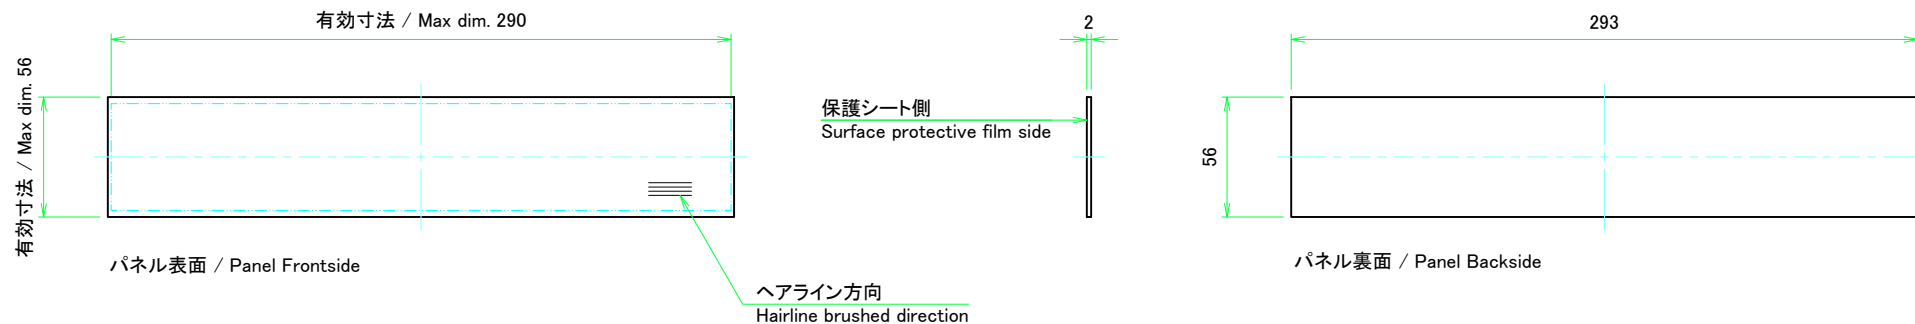 有効寸法 / Max dim. 290
2
293
有効寸法 / Max dim. 56
保護シート側
Surface protective film side
56
パネル表面 / Panel Frontside
パネル裏面 / Panel Backside
ヘアライン方向
Hairline brushed direction